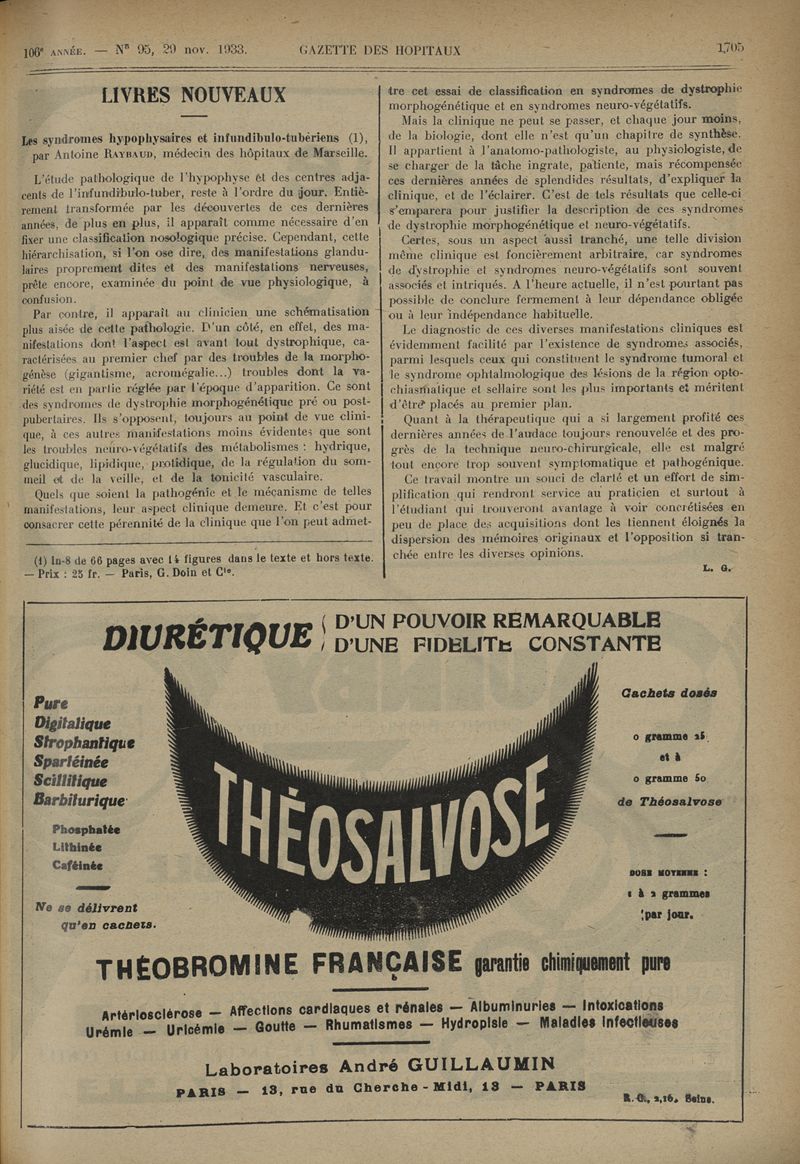 106e ANNÉE. — No 95, 29 nov. 1933.
GAZETTE DES HOPITAUX
1,705
LIVRES NOUVEAUX
Les syndromes hypophysaires et infundibulo-tubériens (1),
par Antoine RAYBAUD, médecin des hôpitaux de Marseille.
L'étude pathologique de l'hypophyse et des centres adja-
cents de l'infundibulo-tuber, reste à l'ordre du jour. Entiè-
rement transformée par les découvertes de ces dernières
années, de plus en plus, il apparaît comme nécessaire d'en
fixer une classification nosologique précise. Cependant, cette
hiérarchisation, si l'on ose dire, des manifestations glandu-
laires proprement dites et des manifestations nerveuses,
prête encore, examinée du point de vue physiologique, à
confusion.
Par contre, il apparaît au clinicien une schématisation
plus aisée de cette pathologie. D'un côté, en effet, des ma-
nifestations dont l'aspect est avant tout dystrophique, ca-
ractérisées au premier chef par des troubles de la morpho-
génèse (gigantisme, acromégalie...) troubles dont la va-
riété est en partie réglée par l'époque d'apparition. Ce sont
des syndromes de dystrophie morphogénétique pré ou post-
pubertaires. Ils s'opposent, toujours au point de vue clini-
que, à ces autres manifestations moins évidentes que sont
les troubles neuro-végétatifs des métabolismes : hydrique,
glucidique, lipidique, protidique, de la régulation du som-
meil et de la veille, et de la tonicité vasculaire.
Quels que soient la pathogénie et le mécanisme de telles
manifestations, leur aspect clinique demeure. Et c'est pour
consacrer cette pérennité de la clinique que l'on peut admet-
(1) In-8 de 66 pages avec 14 figures dans le texte et hors texte.
— Prix : 25 fr. — Paris, G. Doin et Cie.
tre cet essai de classification en syndromes de dystrophie
morphogénétique et en syndromes neuro-végétatifs.
Mais la clinique ne peut se passer, et chaque jour moins,
de la biologie, dont elle n'est qu'un chapitre de synthèse.
Il appartient à l'anatomo-pathologiste, au physiologiste, de
se charger de la tâche ingrate, patiente, mais récompensée
ces dernières années de splendides résultats, d'expliquer la
clinique, et de l'éclairer. C'est de tels résultats que celle-ci
s'emparera pour justifier la description de ces syndromes
de dystrophie morphogénétique et neuro-végétatifs.
Certes, sous un aspect aussi tranché, une telle division
même clinique est foncièrement arbitraire, car syndromes
de dystrophie et syndromes neuro-végétatifs sont souvent
associés et intriqués. A l'heure actuelle, il n'est pourtant pas
possible de conclure fermement à leur dépendance obligée
ou à leur indépendance habituelle.
Le diagnostic de ces diverses manifestations cliniques est
évidemment facilité par l'existence de syndromes associés,
parmi lesquels ceux qui constituent le syndrome tumoral et
le syndrome ophtalmologique des lésions de la région opto-
chiasmatique et sellaire sont les plus importants et méritent
d'être placés au premier plan.
Quant à la thérapeutique qui a si largement profité ces
dernières années de l'audace toujours renouvelée et des pro-
grès de la technique neuro-chirurgicale, elle est malgré
tout encore trop souvent symptomatique et pathogénique.
Ce travail montre un souci de clarté et un effort de sim-
plification qui rendront service au praticien et surtout à
l'étudiant qui trouveront avantage à voir concrétisées en
peu de place des acquisitions dont les tiennent éloignés la
dispersion des mémoires originaux et l'opposition si tran-
chée entre les diverses opinions.
L. G.
DIURÉTIQUE
D'UN POUVOIR REMARQUABLE
D'UNE FIDÉLITÉ CONSTANTE
Pure
Digitalique
Strophantique
Spartéinée
Scillitique
Barbiturique
Phosphatée
Lithinée
Caféinée
Ne se délivrent
qu'en cachets.
THÉOSALVOSE
Cachets dosés
0 gramme 25
et à
0 gramme 50
de Théosalvose
DOSE MOYENNE :
1 à 2 grammes
par jour.
THÉOBROMINE FRANÇAISE garantie chimiquement pure
Artériosclérose — Affections cardiaques et rénales — Albuminuries — Intoxications
Urémie — Uricémie — Goutte — Rhumatismes — Hydropisie — Maladies infectieuses
Laboratoires André GUILLAUMIN
PARIS — 13, rue du Cherche-Midi, 13 — PARIS
R. C., 2,16. Seine.